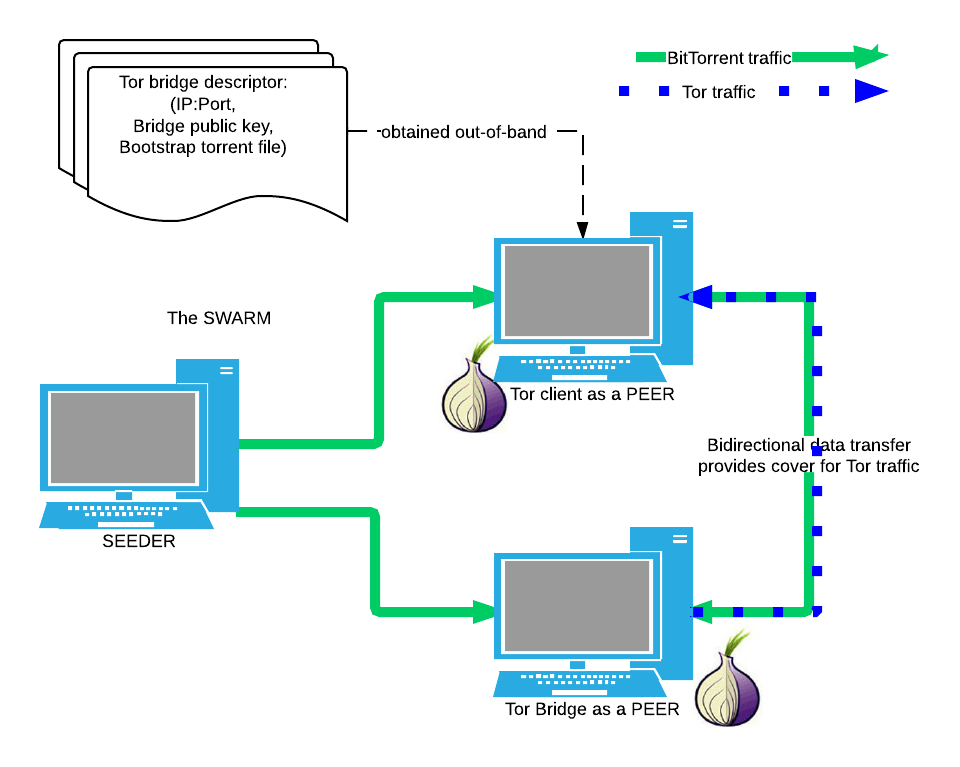 Tor bridge descriptor:
(IP:Port,
Bridge public key,
Bootstrap torrent file)
obtained out-of-band
BitTorrent traffic
Tor traffic
The SWARM
Tor client as a PEER
Bidirectional data transfer
provides cover for Tor traffic
SEEDER
Tor Bridge as a PEER